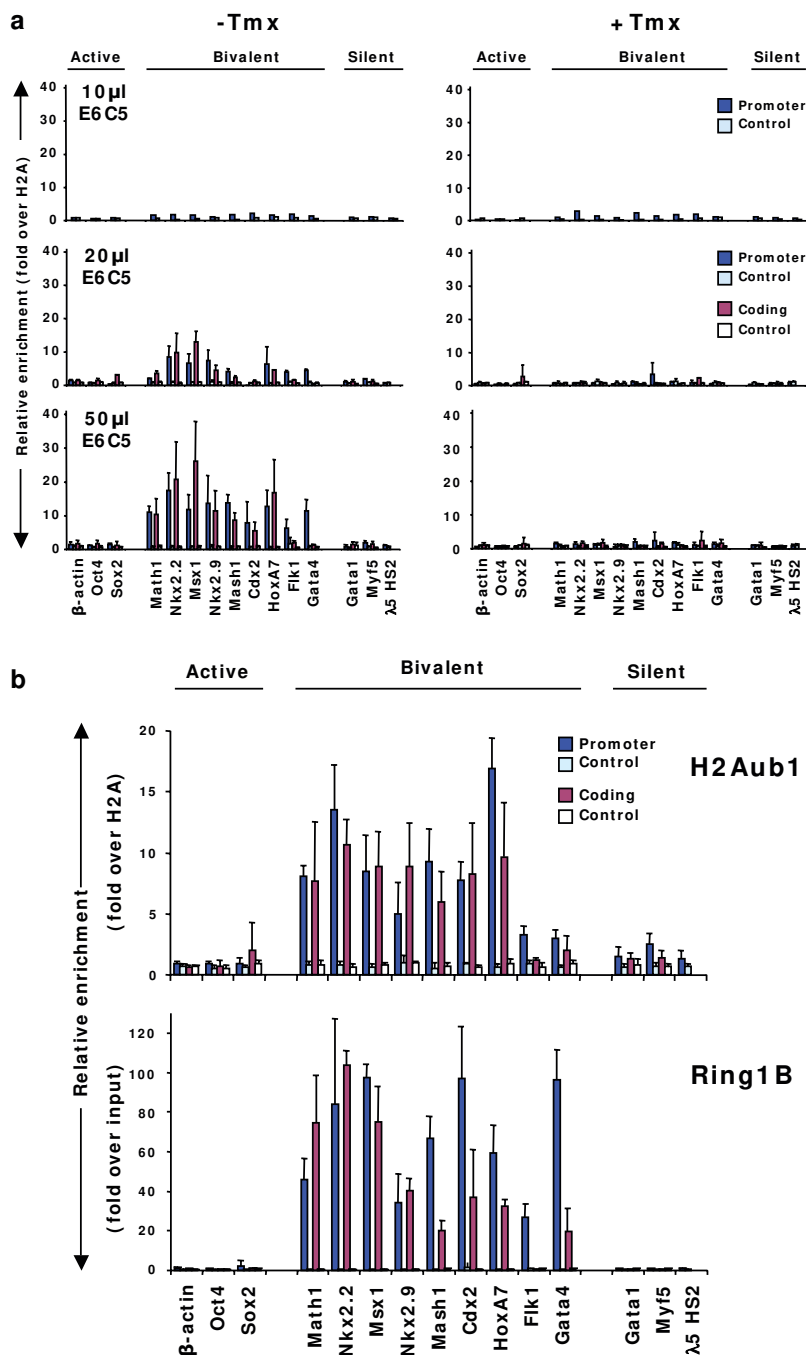 a
-Tmx
+Tmx
Active Bivalent Silent Active Bivalent Silent
Relative enrichment (fold over H2A)
10µl
E6C5
40
30
20
10
0
40
30
20
10
0
Promoter
Control
20µl
E6C5
40
30
20
10
0
40
30
20
10
0
Promoter
Control
Coding
Control
50µl
E6C5
40
30
20
10
0
40
30
20
10
0
β-actin
Oct4
Sox2
Math1
Nkx2.2
Msx1
Nkx2.9
Mash1
Cdx2
HoxA7
Flk1
Gata4
Gata1
Myf5
λ5 HS2
β-actin
Oct4
Sox2
Math1
Nkx2.2
Msx1
Nkx2.9
Mash1
Cdx2
HoxA7
Flk1
Gata4
Gata1
Myf5
λ5 HS2
b
Active Bivalent Silent
Relative enrichment
(fold over H2A)
20
15
10
5
0
Promoter
Control
Coding
Control
H2Aub1
(fold over input)
120
100
80
60
40
20
0
Ring1B
β-actin
Oct4
Sox2
Math1
Nkx2.2
Msx1
Nkx2.9
Mash1
Cdx2
HoxA7
Flk1
Gata4
Gata1
Myf5
λ5 HS2